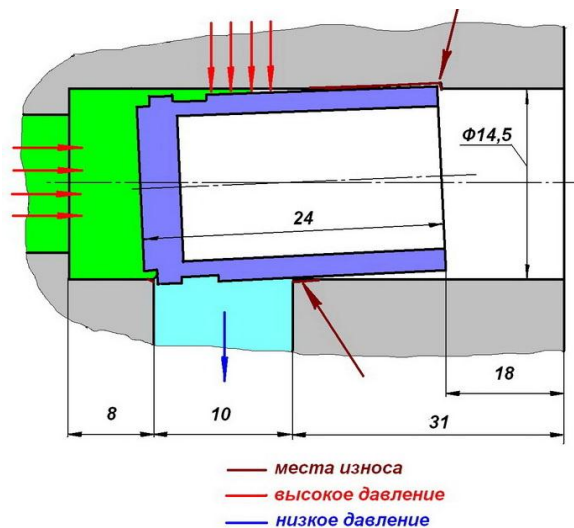 Ф14,5
24
18
8
10
31
места износа
высокое давление
низкое давление